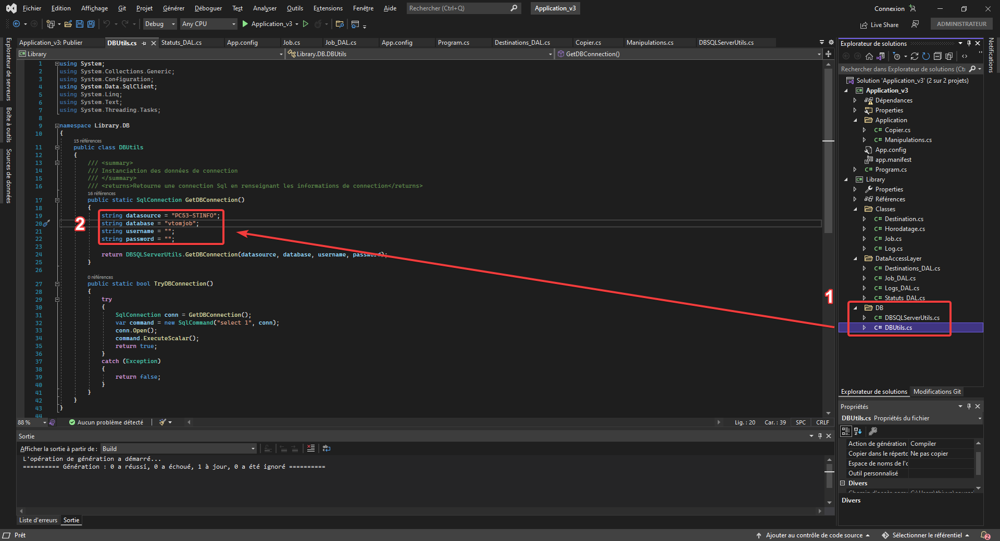 Fichier Edition Affichage Git Projet Générer Déboguer Test Analyser Outils Extensions Fenêtre Aide Rechercher (Ctrl+Q) Application_v3 Connexion
Debug Any CPU Application_v3 Live Share ADMINISTRATEUR
Explorateur de serveurs
Boîte à outils
Sources de données
Application_v3: Publier DBUtils.cs Statuts_DAL.cs App.config Job.cs Job_DAL.cs App.config Program.cs Destinations_DAL.cs Copier.cs Manipulations.cs DBSQLServerUtils.cs
Library Library.DB.DBUtils GetDBConnection()
1 using System;
2 using System.Collections.Generic;
3 using System.Configuration;
4 using System.Data.SqlClient;
5 using System.Linq;
6 using System.Text;
7 using System.Threading.Tasks;
8
9 namespace Library.DB
10 {
15 références
11 public class DBUtils
12 {
13 /// <summary>
14 /// Instanciation des données de connection
15 /// </summary>
16 /// <returns>Retourne une connection Sql en renseignant les informations de connection</returns>
16 références
17 public static SqlConnection GetDBConnection()
18 {
19 string datasource = "PC53-STINFO";
20 string database = "vtomjob";
21 string username = "";
22 string password = "";
23
24 return DBSQLServerUtils.GetDBConnection(datasource, database, username, password);
25 }
26
0 références
27 public static bool TryDBConnection()
28 {
29 try
30 {
31 SqlConnection conn = GetDBConnection();
32 var command = new SqlCommand("select 1", conn);
33 conn.Open();
34 command.ExecuteScalar();
35 return true;
36 }
37 catch (Exception)
38 {
39 return false;
40 }
41 }
42 }
43 }
44
2
1
88 % Aucun problème détecté Lig. : 20 Car. : 39 SPC CRLF
Sortie
Afficher la sortie à partir de : Build
L'opération de génération a démarré...
========== Génération : 0 a réussi, 0 a échoué, 1 à jour, 0 a été ignoré ==========
Liste d'erreurs Sortie
Explorateur de solutions
Notifications
Rechercher dans Explorateur de solutions (Ctr
Solution 'Application_v3' (2 sur 2 projets)
Application_v3
Dépendances
Properties
Application
C# Copier.cs
C# Manipulations.cs
App.config
app.manifest
C# Program.cs
Library
Properties
Références
Classes
C# Destination.cs
C# Horodatage.cs
C# Job.cs
C# Log.cs
DataAccessLayer
C# Destinations_DAL.cs
C# Job_DAL.cs
C# Logs_DAL.cs
C# Statuts_DAL.cs
DB
C# DBSQLServerUtils.cs
C# DBUtils.cs
Explorateur de solutions Modifications Git
Propriétés
DBUtils.cs Propriétés du fichier
Action de génération Compiler
Copier dans le réperto Ne pas copier
Espace de noms de l'o
Outil personnalisé
Divers
Divers
Prêt Ajouter au contrôle de code source Sélectionner le référentiel 2